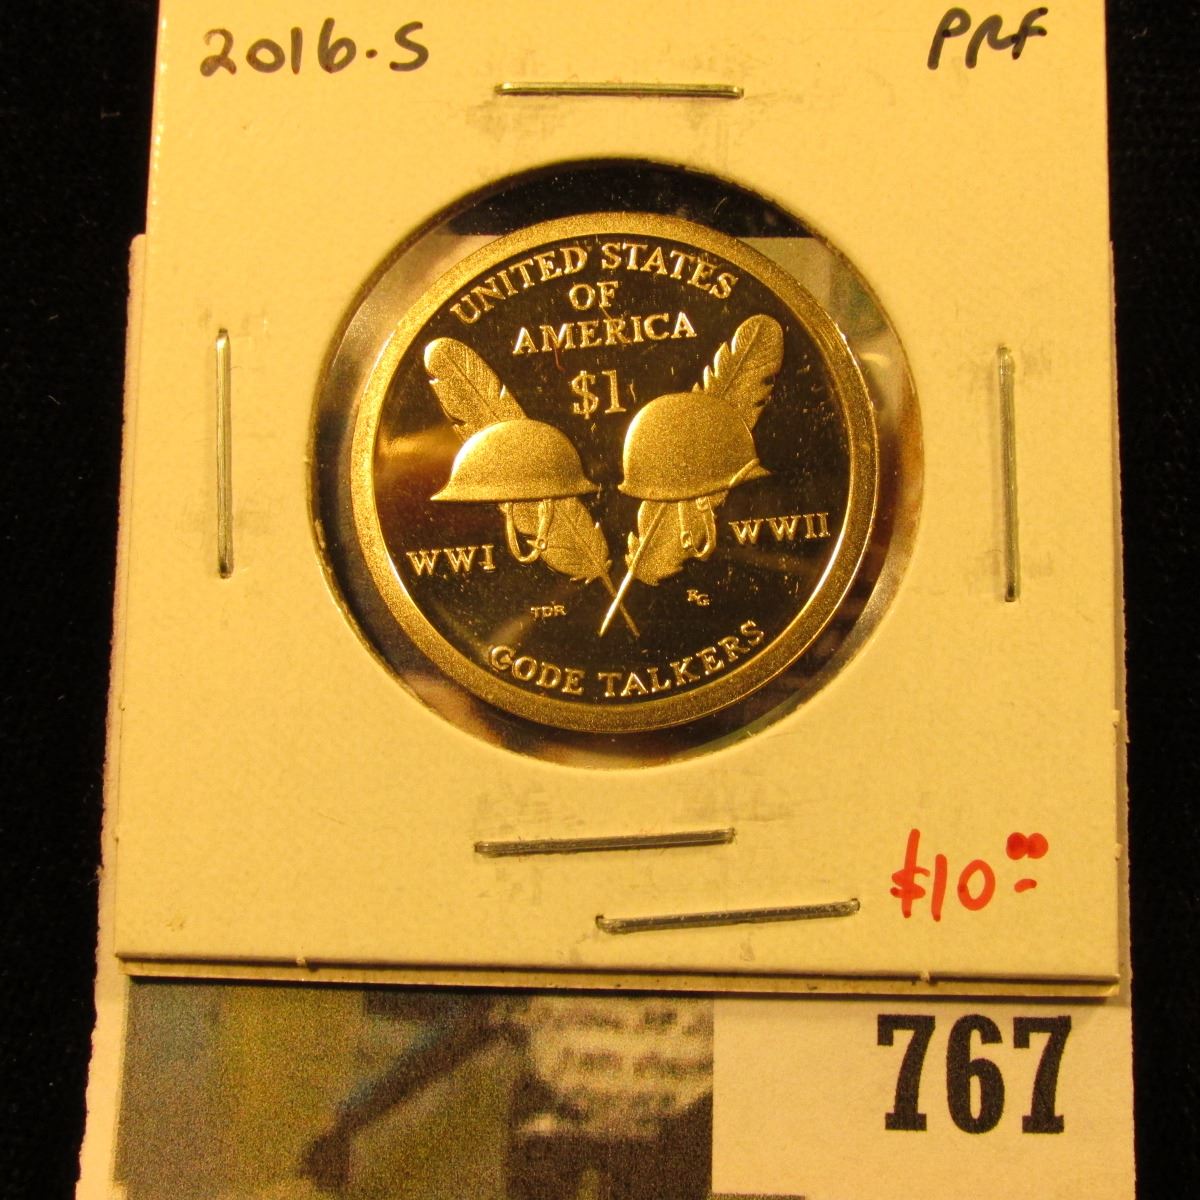 2016-S PRF
UNITED STATES
OF
AMERICA
$1
WWI WWII
TDR KG
CODE TALKERS
$10.00
767